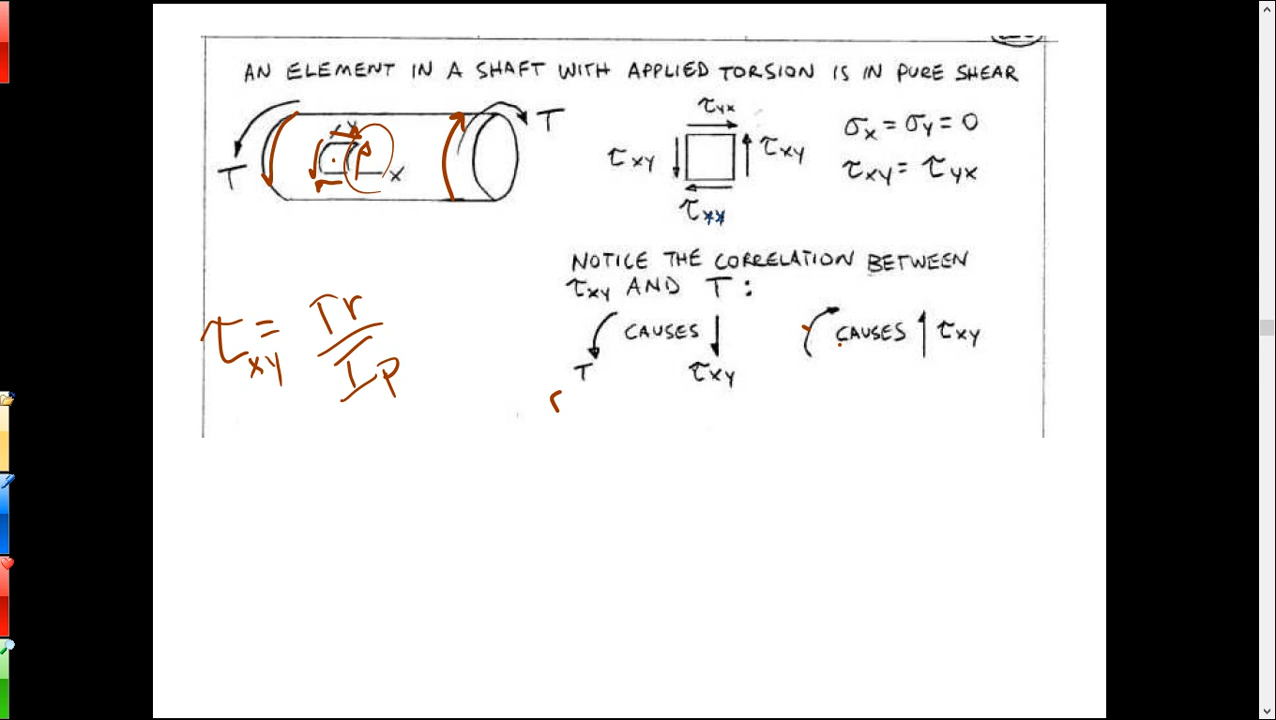 AN ELEMENT IN A SHAFT WITH APPLIED TORSION IS IN PURE SHEAR
T
T
Y
X
τyx
τxy
τxy
τ**
σx = σy = 0
τxy = τyx
NOTICE THE CORRELATION BETWEEN
τxy AND T:
CAUSES
T
τxy
CAUSES τxy
τxy = Tr / Ip
r